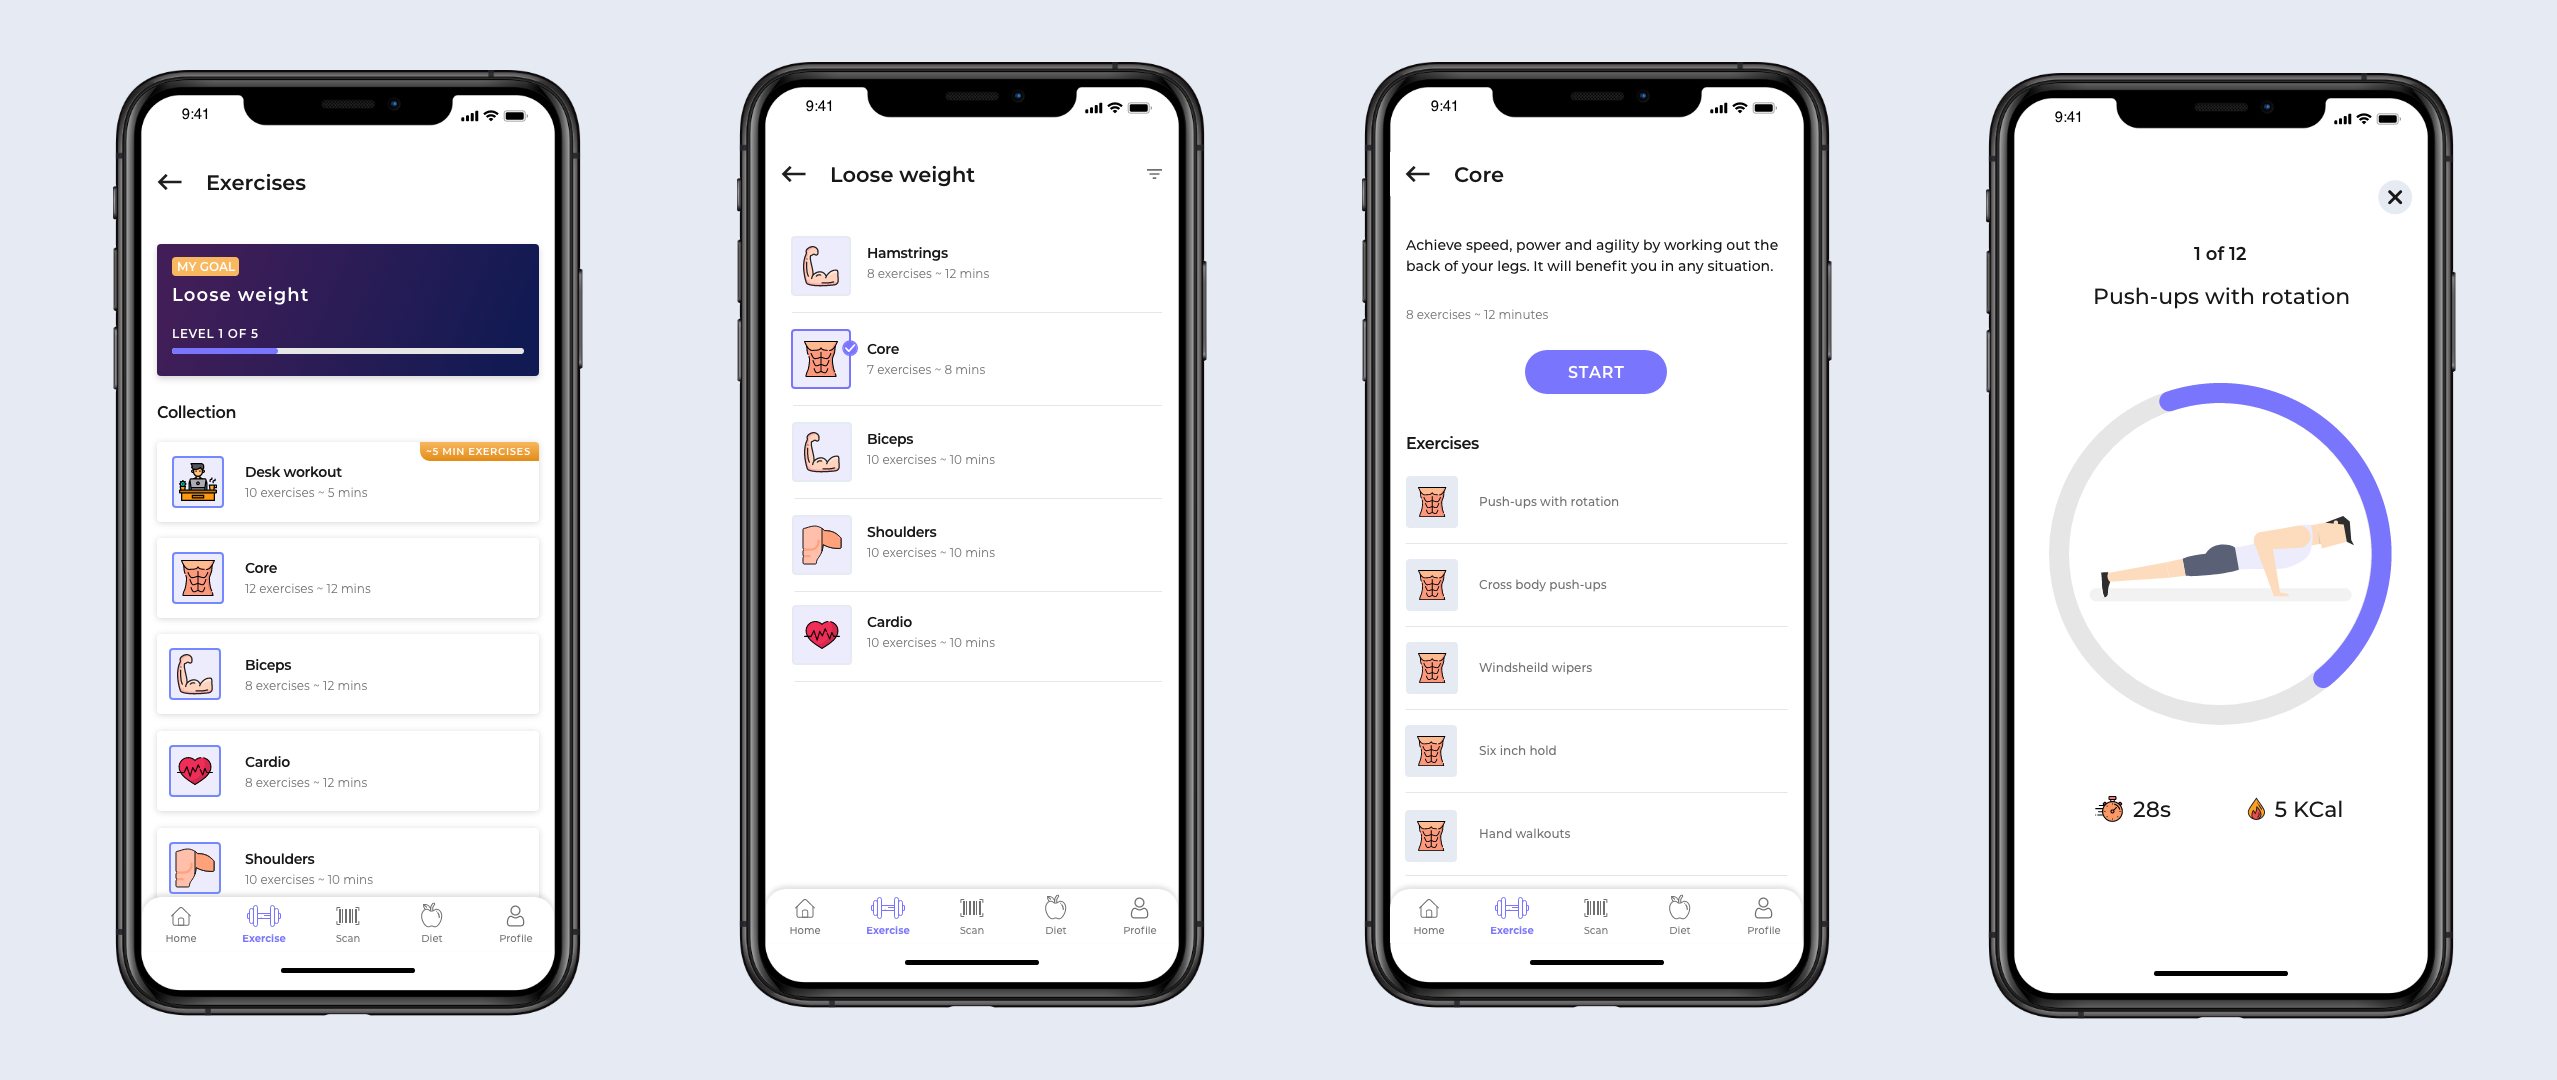 9:41
Exercises
MY GOAL
Loose weight
LEVEL 1 OF 5
Collection
~5 MIN EXERCISES
Desk workout
10 exercises ~ 5 mins
Core
12 exercises ~ 12 mins
Biceps
8 exercises ~ 12 mins
Cardio
8 exercises ~ 12 mins
Shoulders
10 exercises ~ 10 mins
Home
Exercise
Scan
Diet
Profile
9:41
Loose weight
Hamstrings
8 exercises ~ 12 mins
Core
7 exercises ~ 8 mins
Biceps
10 exercises ~ 10 mins
Shoulders
10 exercises ~ 10 mins
Cardio
10 exercises ~ 10 mins
Home
Exercise
Scan
Diet
Profile
9:41
Core
Achieve speed, power and agility by working out the
back of your legs. It will benefit you in any situation.
8 exercises ~ 12 minutes
START
Exercises
Push-ups with rotation
Cross body push-ups
Windsheild wipers
Six inch hold
Hand walkouts
Home
Exercise
Scan
Diet
Profile
9:41
1 of 12
Push-ups with rotation
28s
5 KCal